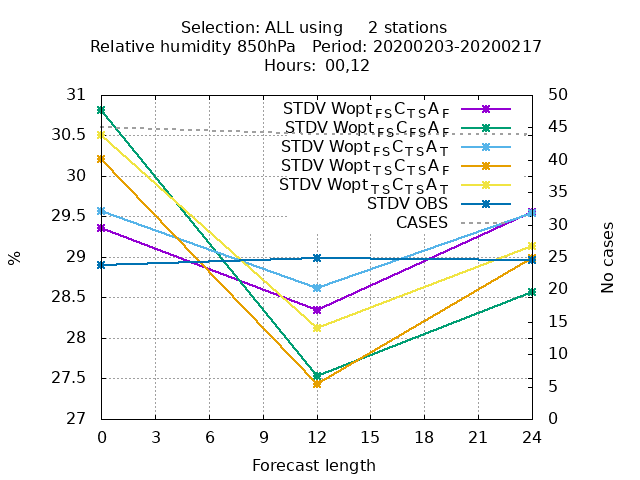 Selection: ALL using 2 stations
Relative humidity 850hPa Period: 20200203-20200217
Hours: 00,12
STDV Wopt_FS C_TS A_F
STDV Wopt_FS C_FS A_F
STDV Wopt_FS C_TS A_T
STDV Wopt_TS C_TS A_F
STDV Wopt_TS C_TS A_T
STDV OBS
CASES
31
30.5
30
29.5
29
28.5
28
27.5
27
%
50
45
40
35
30
25
20
15
10
5
0
No cases
0 3 6 9 12 15 18 21 24
Forecast length